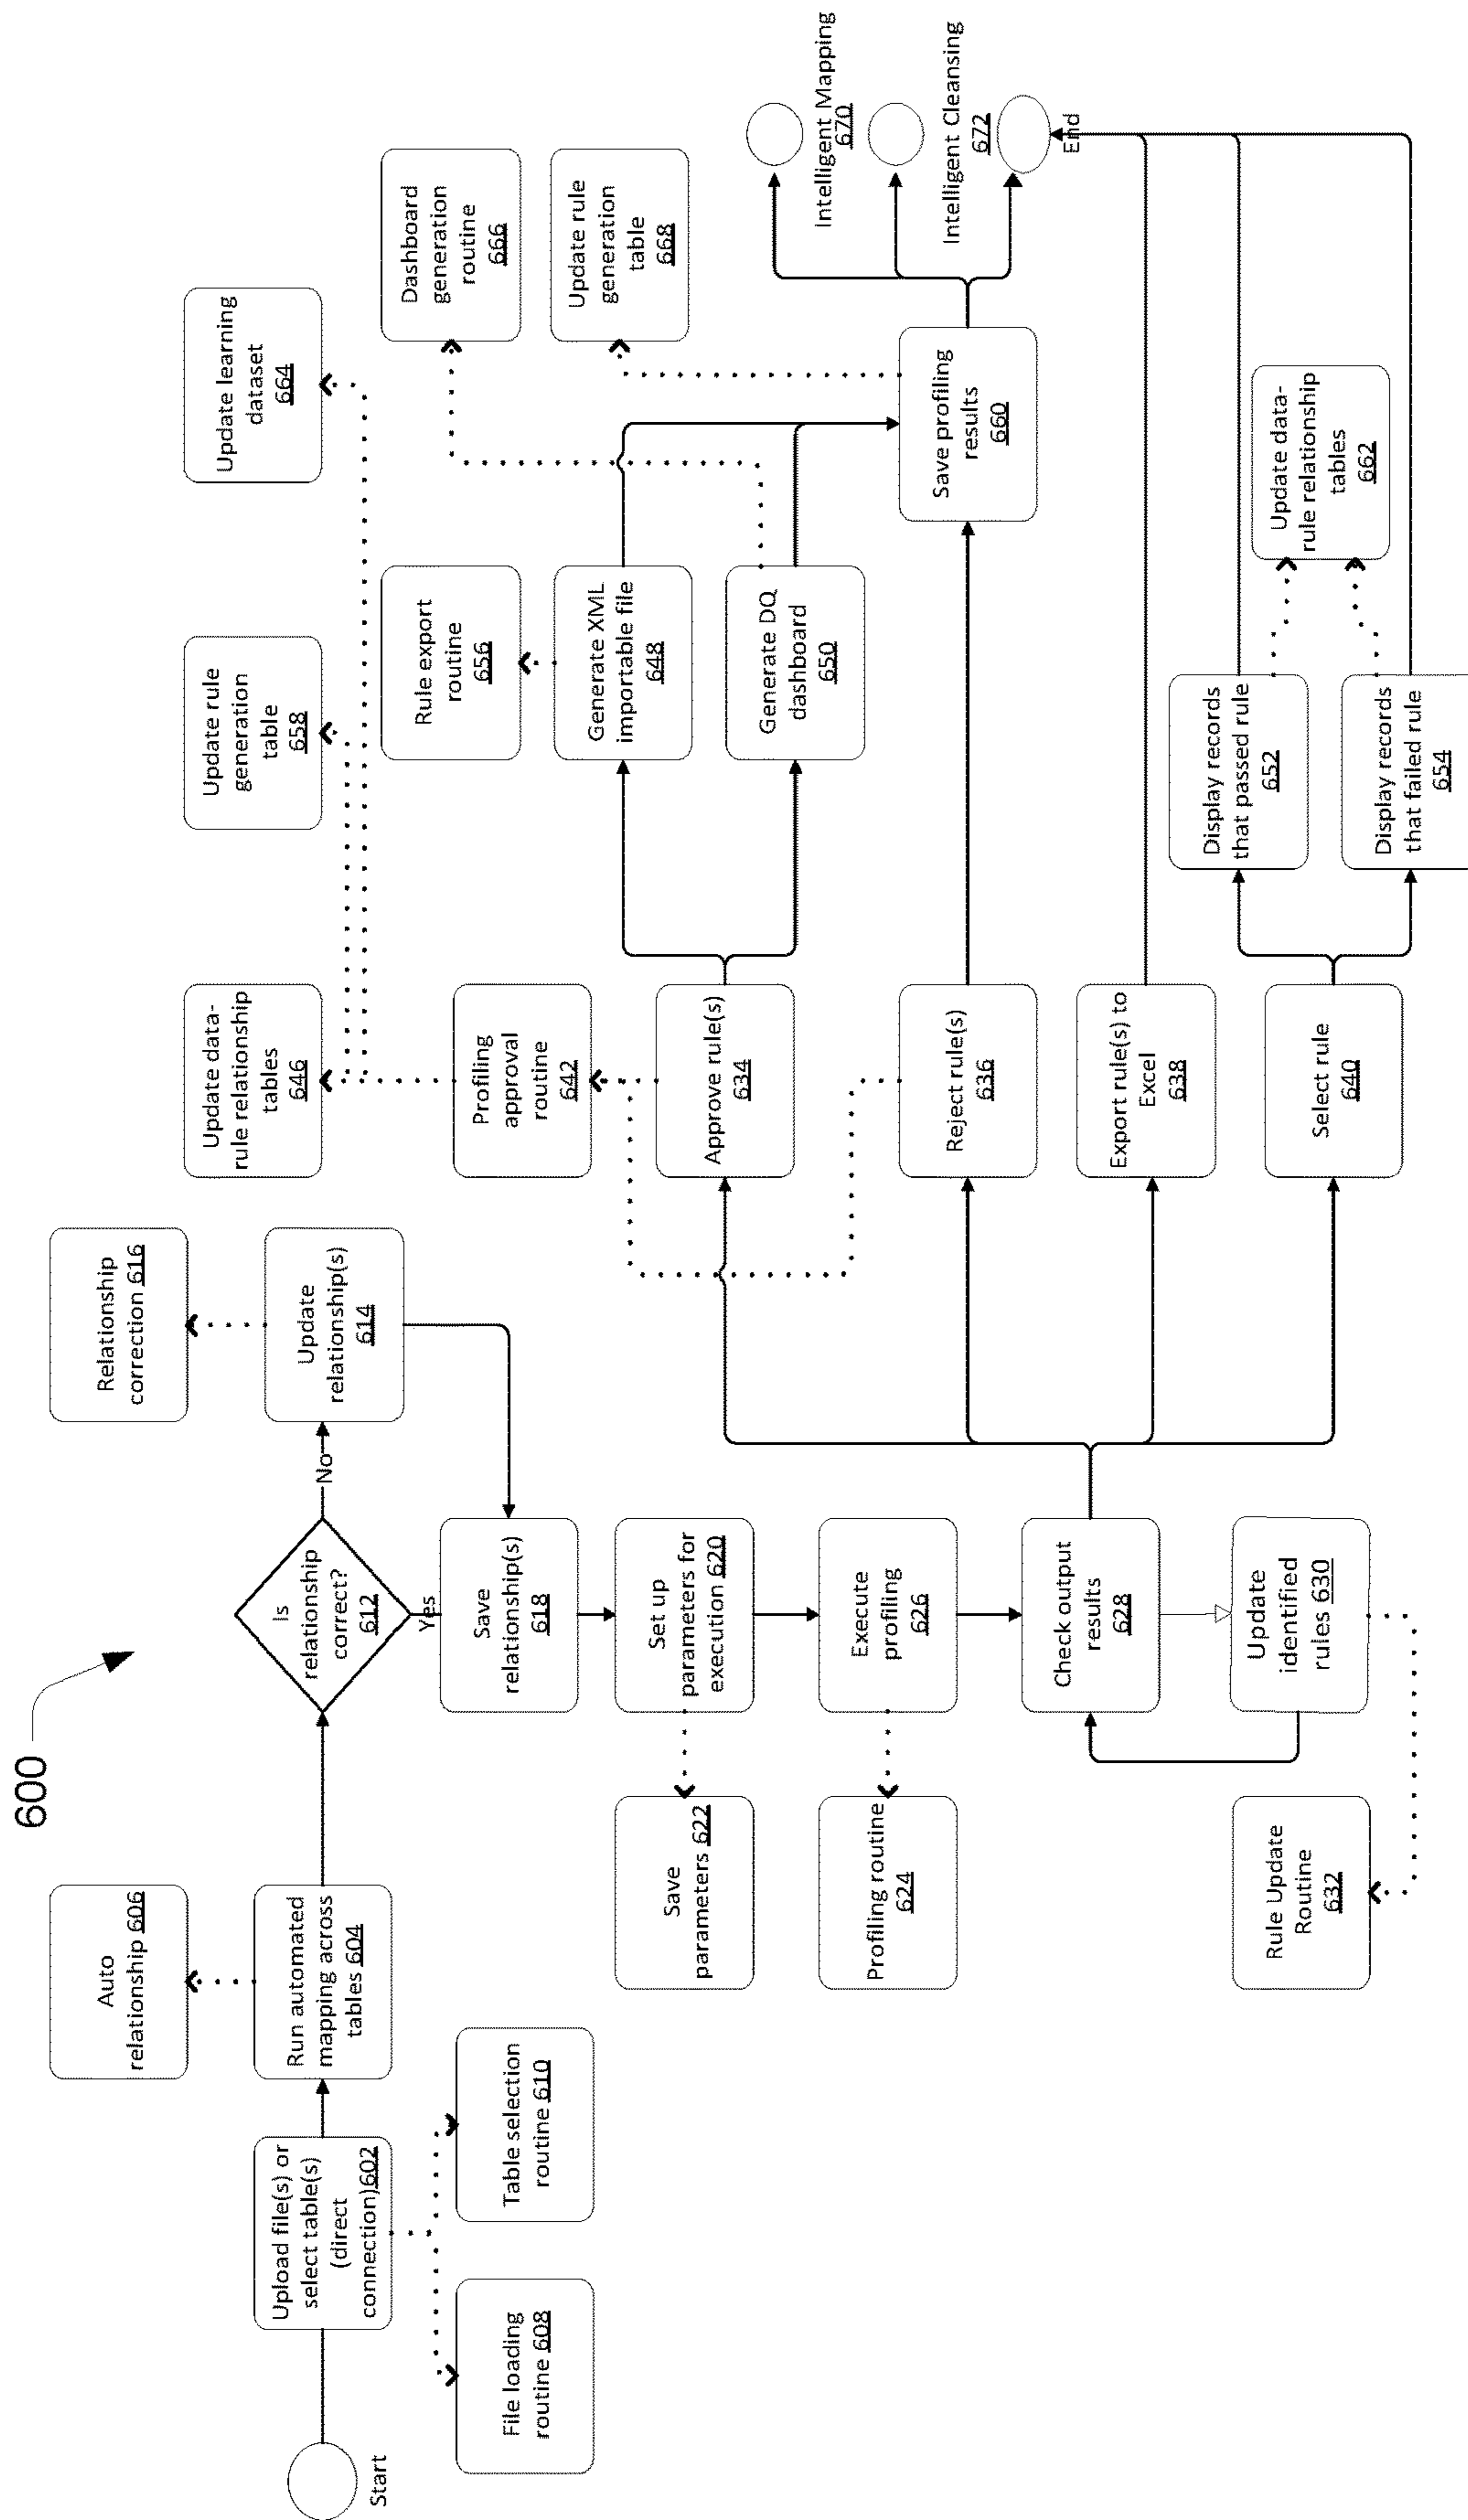 600
Start
Upload file(s) or
select table(s)
(direct
connection)602
File loading
routine 608
Table selection
routine 610
Auto
relationship 606
Run automated
mapping across
tables 604
Is
relationship
correct?
612
No
Yes
Relationship
correction 616
Update
relationship(s)
614
Save
relationship(s)
618
Set up
parameters for
execution 620
Save
parameters 622
Execute
profiling
626
Profiling routine
624
Check output
results
628
Update
identified
rules 630
Rule Update
Routine
632
Update data-
rule relationship
tables
646
Profiling
approval
routine
642
Approve rule(s)
634
Reject rule(s)
636
Export rule(s) to
Excel
638
Select rule
640
Update rule
generation
table
658
Rule export
routine
656
Generate XML
importable file
648
Generate DQ
dashboard
650
Display records
that passed rule
652
Display records
that failed rule
654
Update learning
dataset
664
Dashboard
generation
routine
666
Update rule
generation
table
668
Save profiling
results
660
Update data-
rule relationship
tables
662
Intelligent Mapping
670
Intelligent Cleansing
672
End